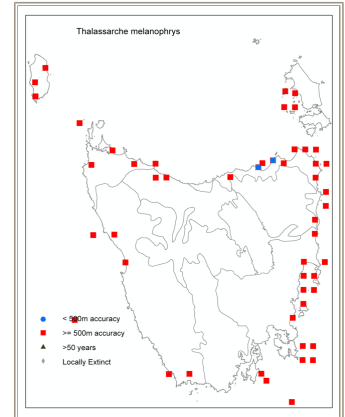 Thalassarche melanophrys
< 500m accuracy
>= 500m accuracy
>50 years
Locally Extinct